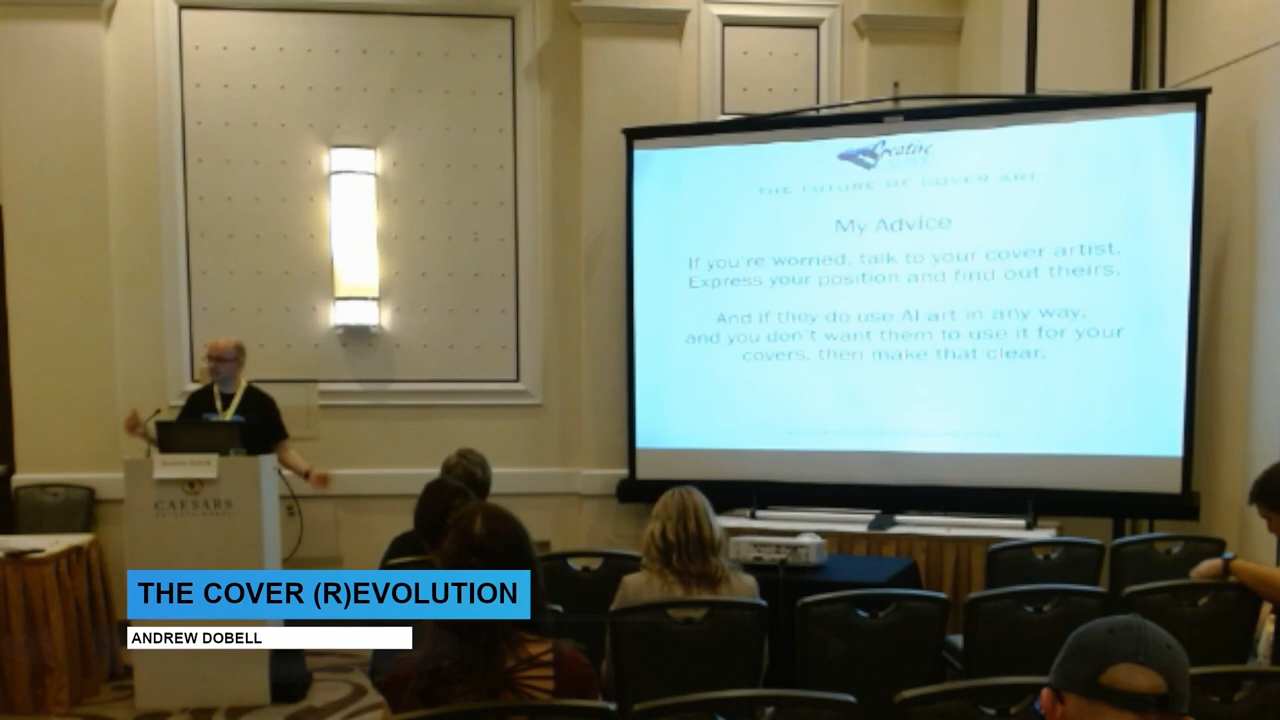 Creative
THE FUTURE OF COVER ART
My Advice
If you're worried, talk to your cover artist.
Express your position and find out theirs.
And if they do use AI art in any way,
and you don't want them to use it for your
covers, then make that clear.
CAESARS
THE COVER (R)EVOLUTION
ANDREW DOBELL